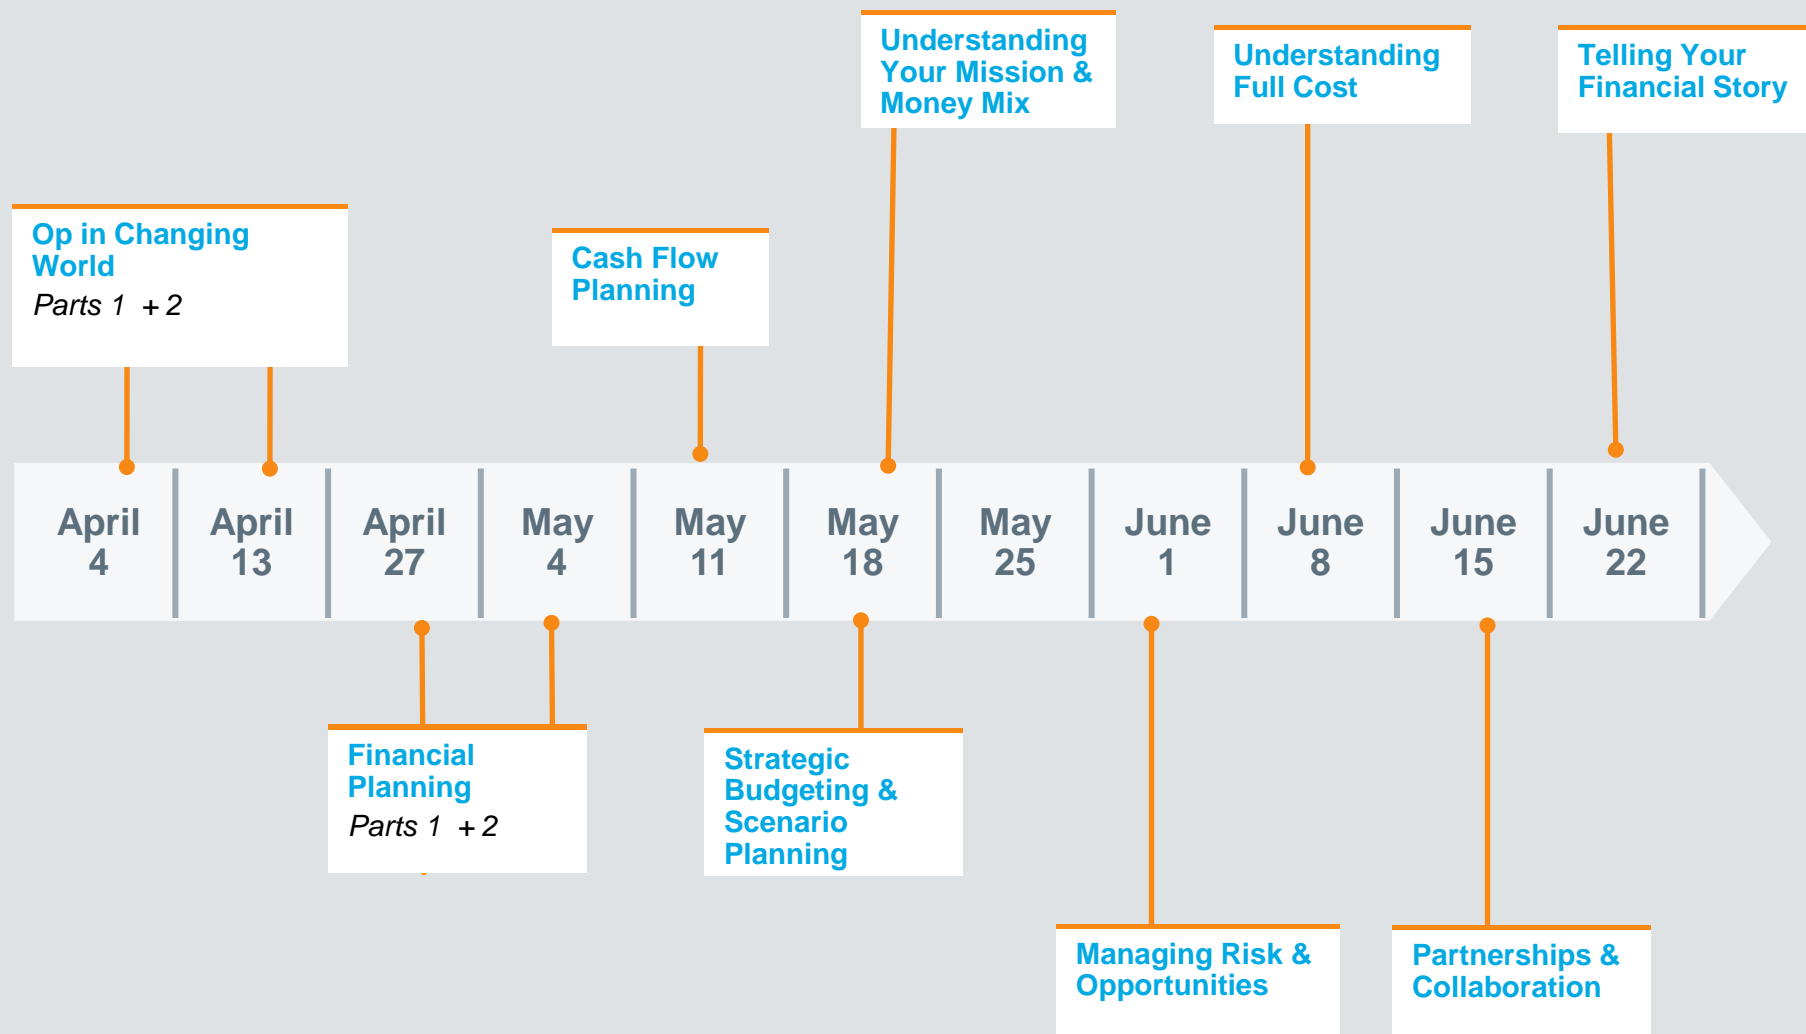 Understanding
Your Mission &
Money Mix
Understanding
Full Cost
Telling Your
Financial Story
Op in Changing
World
Parts 1 + 2
Cash Flow
Planning
April
4
April
13
April
27
May
4
May
11
May
18
May
25
June
1
June
8
June
15
June
22
Financial
Planning
Parts 1 + 2
Strategic
Budgeting &
Scenario
Planning
Managing Risk &
Opportunities
Partnerships &
Collaboration